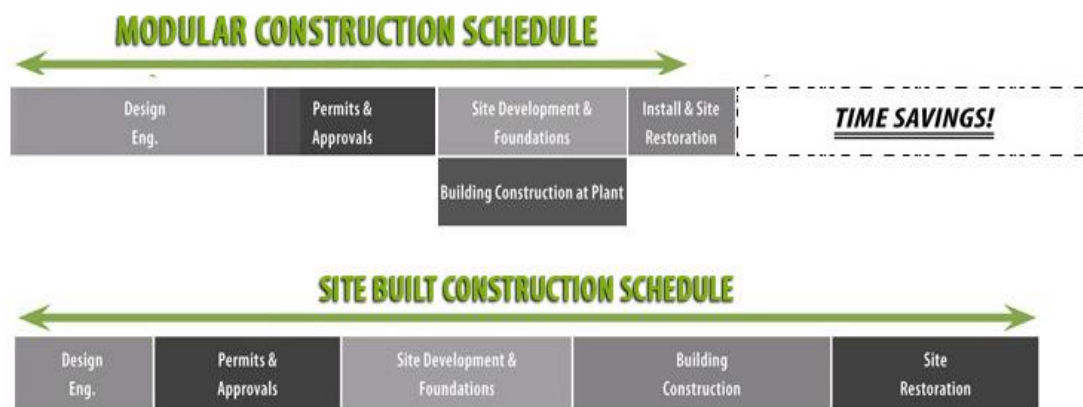 MODULAR CONSTRUCTION SCHEDULE
Design
Eng.
Permits &
Approvals
Site Development &
Foundations
Install & Site
Restoration
TIME SAVINGS!
Building Construction at Plant
SITE BUILT CONSTRUCTION SCHEDULE
Design
Eng.
Permits &
Approvals
Site Development &
Foundations
Building
Construction
Site
Restoration